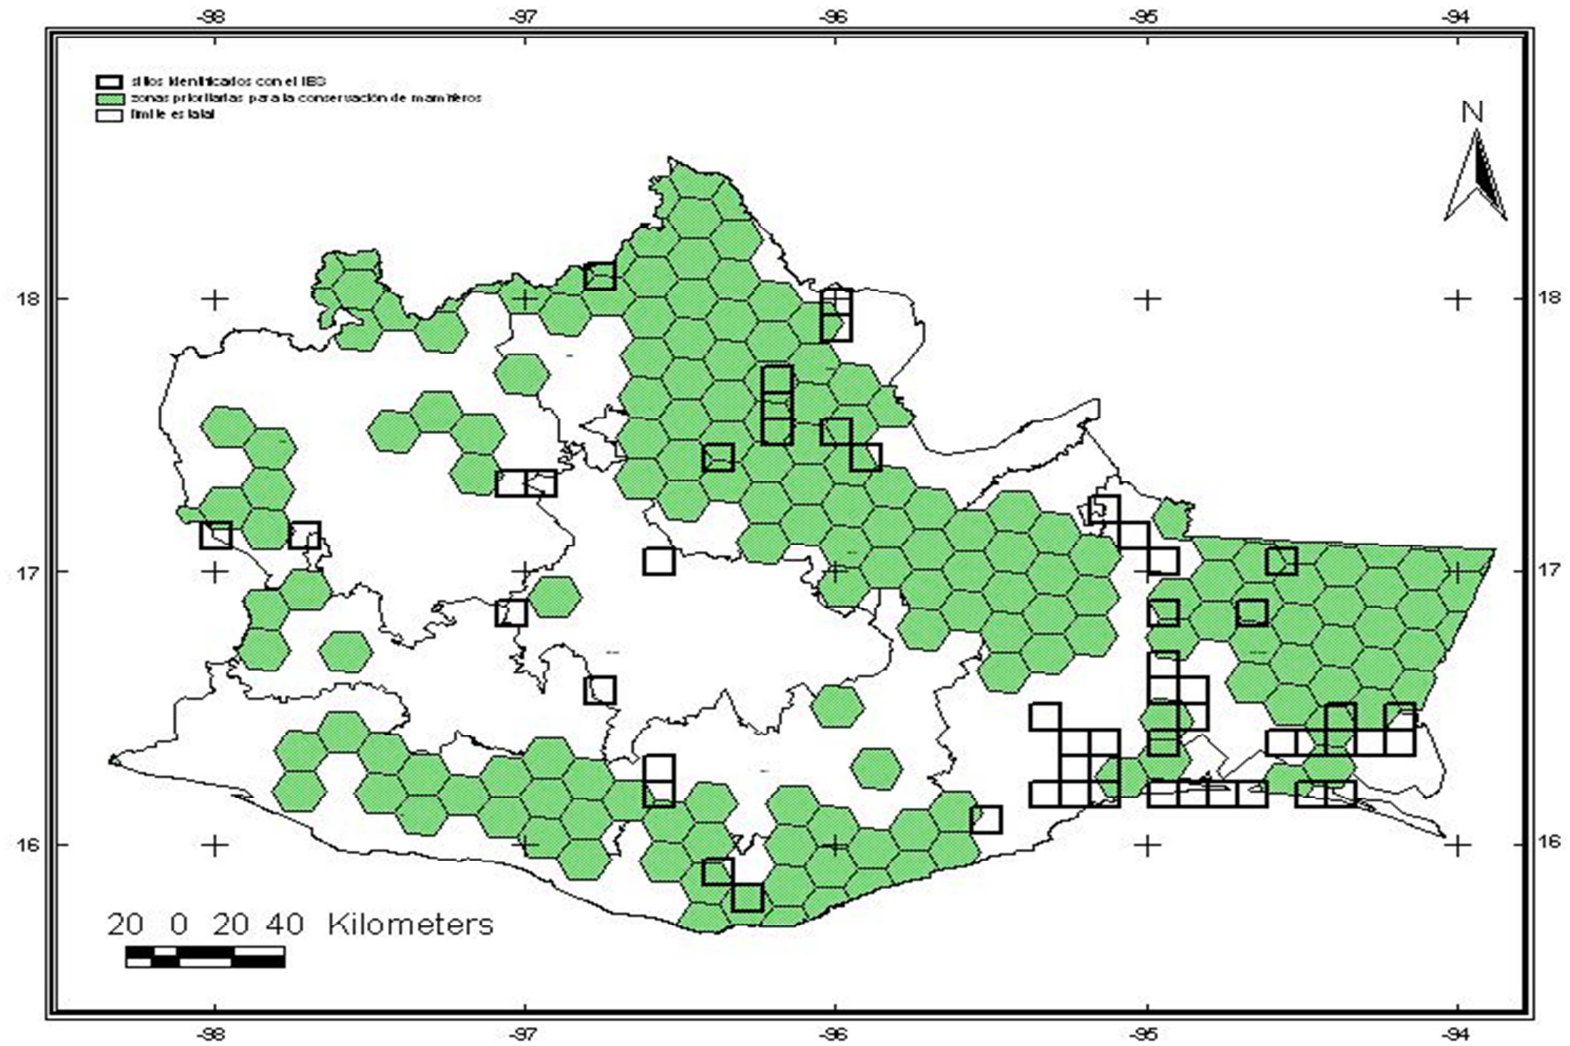 -98 -97 -96 -95 -94
sitios identificados con el IBS
zonas prioritarias para la conservación de mamíferos
límite estatal
N
18 18
17 17
16 16
20 0 20 40 Kilometers
-98 -97 -96 -95 -94